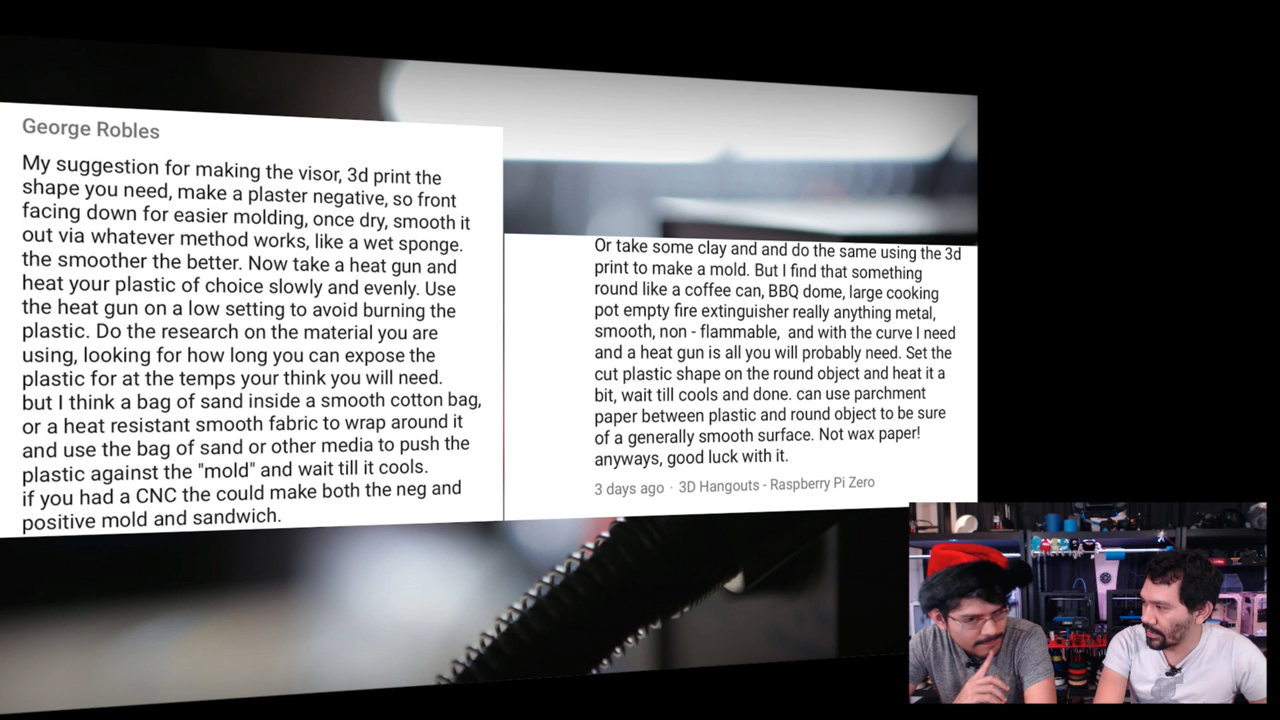 George Robles
My suggestion for making the visor, 3d print the
shape you need, make a plaster negative, so front
facing down for easier molding, once dry, smooth it
out via whatever method works, like a wet sponge.
the smoother the better. Now take a heat gun and
heat your plastic of choice slowly and evenly. Use
the heat gun on a low setting to avoid burning the
plastic. Do the research on the material you are
using, looking for how long you can expose the
plastic for at the temps your think you will need.
but I think a bag of sand inside a smooth cotton bag,
or a heat resistant smooth fabric to wrap around it
and use the bag of sand or other media to push the
plastic against the "mold" and wait till it cools.
if you had a CNC the could make both the neg and
positive mold and sandwich.
Or take some clay and and do the same using the 3d
print to make a mold. But I find that something
round like a coffee can, BBQ dome, large cooking
pot empty fire extinguisher really anything metal,
smooth, non - flammable, and with the curve I need
and a heat gun is all you will probably need. Set the
cut plastic shape on the round object and heat it a
bit, wait till cools and done. can use parchment
paper between plastic and round object to be sure
of a generally smooth surface. Not wax paper!
anyways, good luck with it.
3 days ago · 3D Hangouts - Raspberry Pi Zero